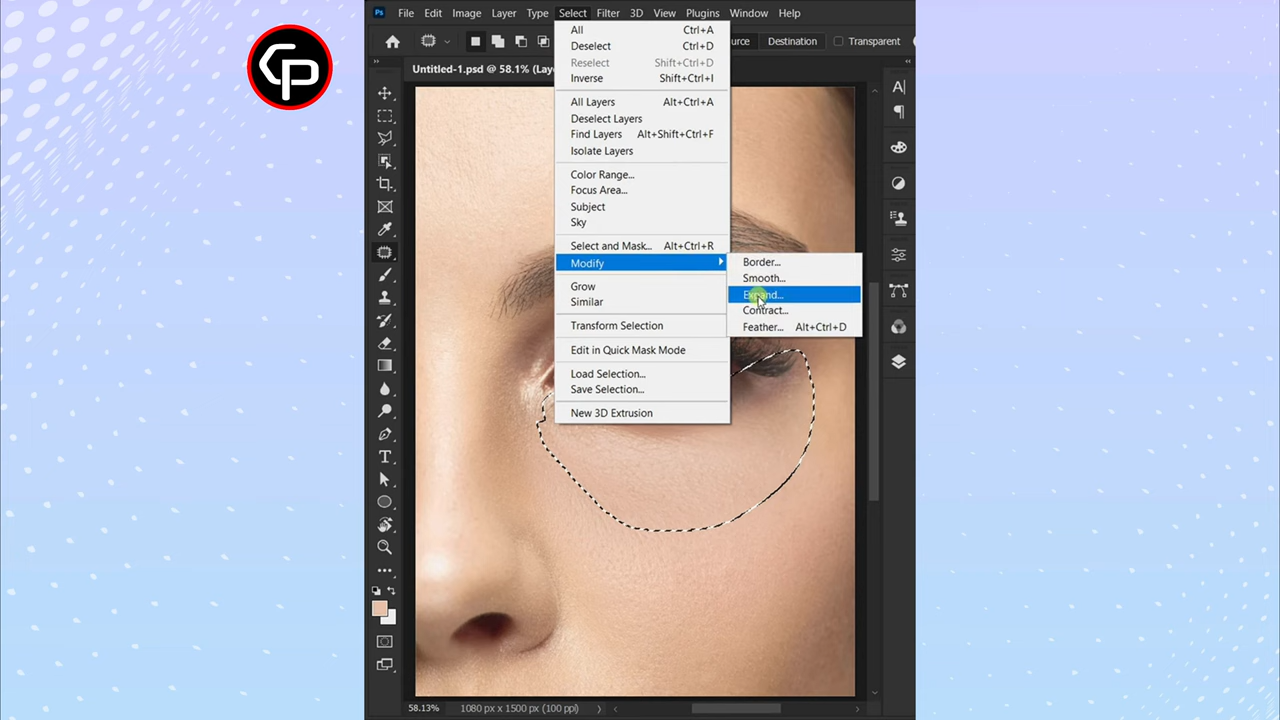 CP
Ps File Edit Image Layer Type Select Filter 3D View Plugins Window Help
Destination Transparent
Untitled-1.psd @ 58.1% (Lay
All Ctrl+A
Deselect Ctrl+D
Reselect Shift+Ctrl+D
Inverse Shift+Ctrl+I
All Layers Alt+Ctrl+A
Deselect Layers
Find Layers Alt+Shift+Ctrl+F
Isolate Layers
Color Range...
Focus Area...
Subject
Sky
Select and Mask... Alt+Ctrl+R
Modify
Grow
Similar
Transform Selection
Edit in Quick Mask Mode
Load Selection...
Save Selection...
New 3D Extrusion
Border...
Smooth...
Expand...
Contract...
Feather... Alt+Ctrl+D
58.13% 1080 px x 1500 px (100 ppi)